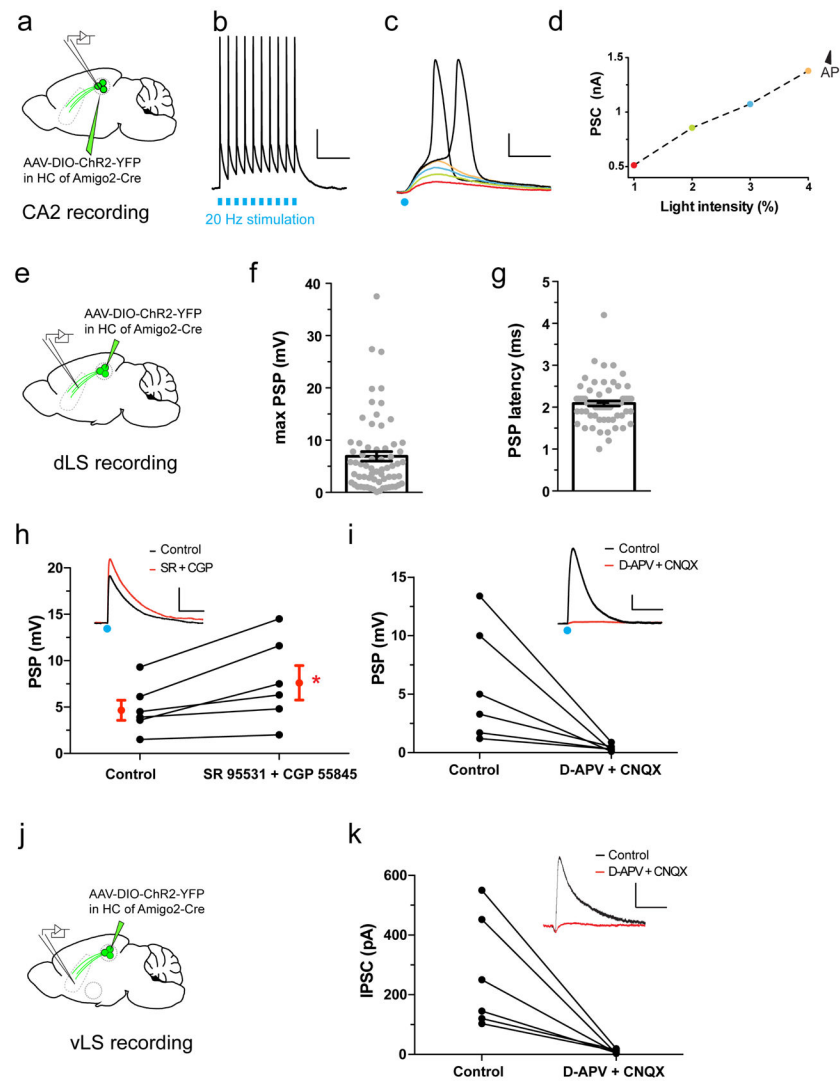 a
AAV-DIO-ChR2-YFP
in HC of Amigo2-Cre
CA2 recording
b
20 Hz stimulation
c
d
PSC (nA)
1.5
1
0.5
1
2
3
4
Light intensity (%)
AP
e
AAV-DIO-ChR2-YFP
in HC of Amigo2-Cre
dLS recording
f
max PSP (mV)
40
30
20
10
0
g
PSP latency (ms)
5
4
3
2
1
0
h
Control
SR + CGP
PSP (mV)
20
15
10
5
0
*
Control
SR 95531 + CGP 55845
i
Control
D-APV + CNQX
PSP (mV)
15
10
5
0
Control
D-APV + CNQX
j
AAV-DIO-ChR2-YFP
in HC of Amigo2-Cre
vLS recording
k
Control
D-APV + CNQX
IPSC (pA)
600
400
200
0
Control
D-APV + CNQX